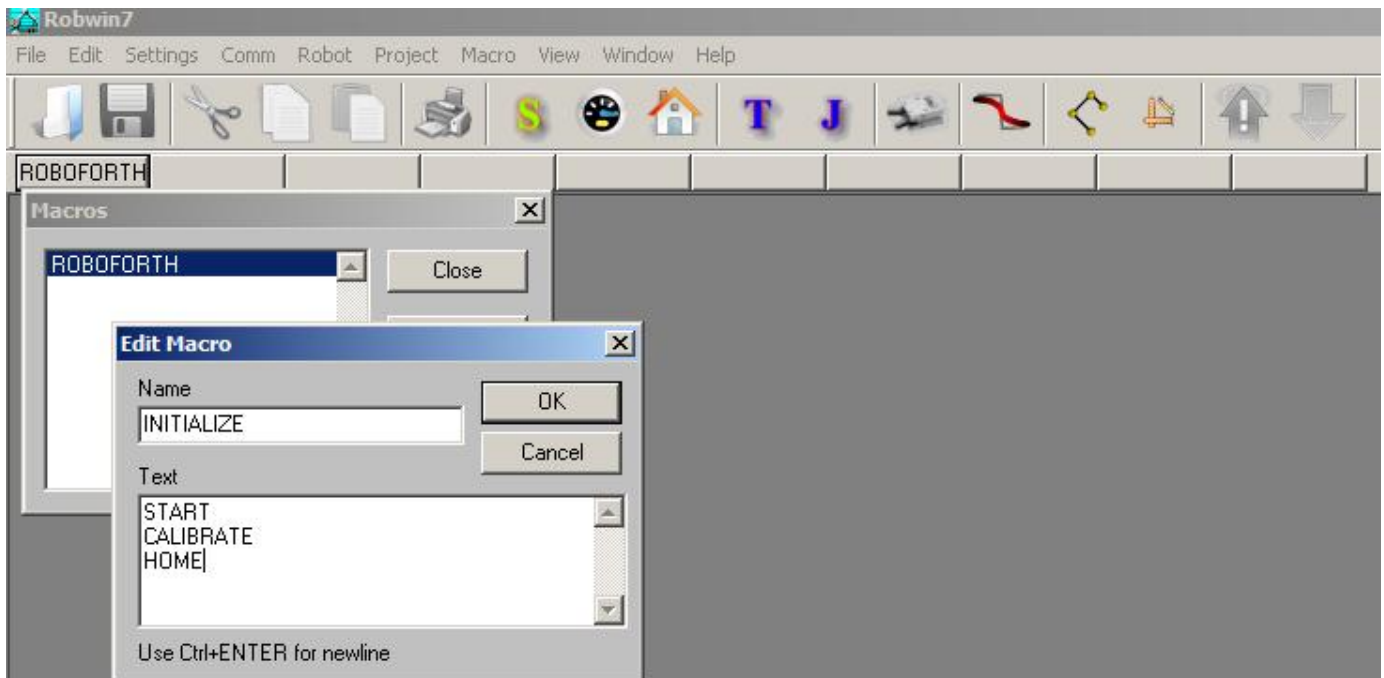 Robwin7
File Edit Settings Comm Robot Project Macro View Window Help
S T J
ROBOFORTH
Macros
ROBOFORTH
Close
Edit Macro
Name
OK
INITIALIZE
Cancel
Text
START
CALIBRATE
HOME
Use Ctrl+ENTER for newline